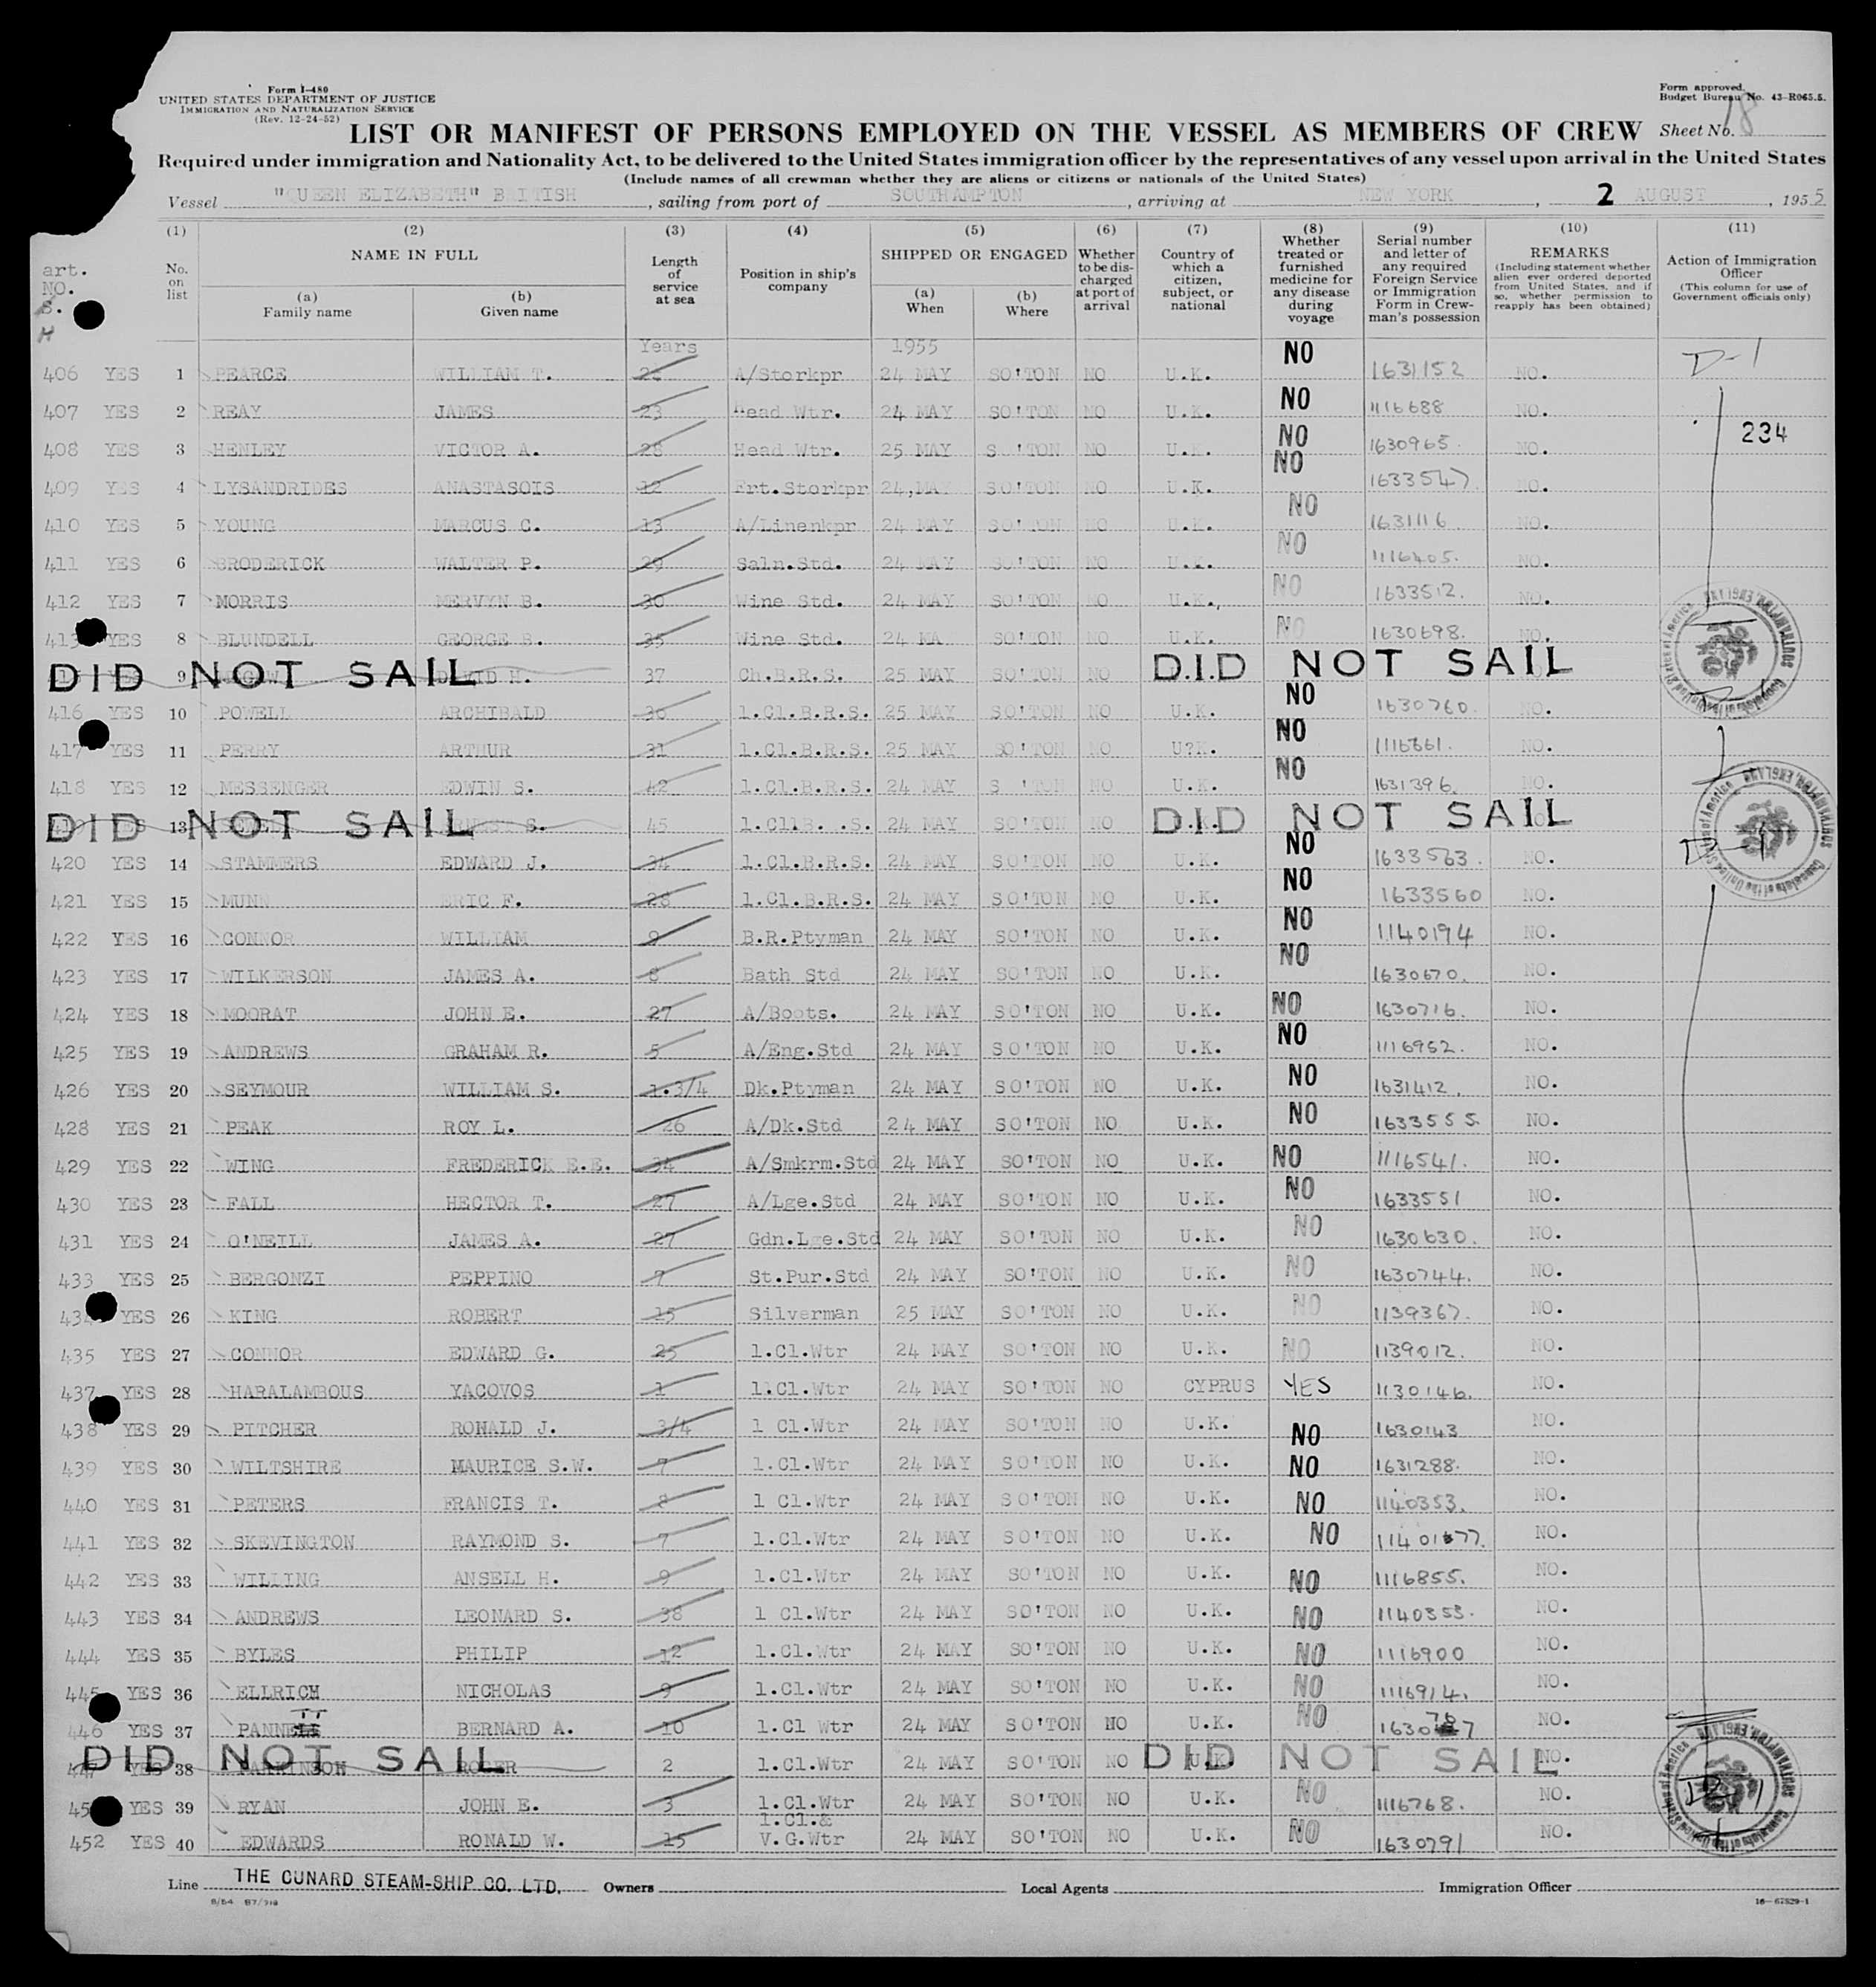 Form I-480
UNITED STATES DEPARTMENT OF JUSTICE
IMMIGRATION AND NATURALIZATION SERVICE
(Rev. 12-24-52)
Form approved.
Budget Bureau No. 43-R065.5.
LIST OR MANIFEST OF PERSONS EMPLOYED ON THE VESSEL AS MEMBERS OF CREW Sheet No. 18
Required under immigration and Nationality Act, to be delivered to the United States immigration officer by the representatives of any vessel upon arrival in the United States
(Include names of all crewman whether they are aliens or citizens or nationals of the United States)
Vessel "QUEEN ELIZABETH" BRITISH, sailing from port of SOUTHAMPTON, arriving at NEW YORK, 2 AUGUST, 1955
(1) (2) (3) (4) (5) (6) (7) (8) (9) (10) (11)
art. NO.
No. on list
NAME IN FULL
(a) Family name
(b) Given name
Length of service at sea
Position in ship's company
SHIPPED OR ENGAGED
(a) When
(b) Where
Whether to be discharged at port of arrival
Country of which a citizen, subject, or national
Whether treated or furnished medicine for any disease during voyage
Serial number and letter of any required Foreign Service or Immigration Form in Crewman's possession
REMARKS
(Including statement whether alien ever ordered deported from United States, and if so, whether permission to reapply has been obtained)
Action of Immigration Officer
(This column for use of Government officials only)
Years 1955
406 YES 1 PEARCE WILLIAM T. A/Storkpr 24 MAY SO'TON NO U.K. NO 1631152 NO. D-1
407 YES 2 REAY JAMES 23 Head Wtr. 24 MAY SO'TON NO U.K. NO 1116688 NO.
408 YES 3 HENLEY VICTOR A. 28 Head Wtr. 25 MAY S 'TON NO U.K. NO 1630965. NO. 234
409 YES 4 LYSANDRIDES ANASTASOIS 12 Frt.Storkpr 24,MAY SO'TON NO U.K. NO 1633547. NO.
410 YES 5 YOUNG MARCUS C. 13 A/Linenkpr 24 MAY SO'TON NO U.K. NO 1631116 NO.
411 YES 6 BRODERICK WALTER P. 29 Saln.Std. 24 MAY SO'TON NO U.K. NO 1116405. NO.
412 YES 7 MORRIS MERVYN B. 30 Wine Std. 24 MAY SO'TON NO U.K., NO 1633512. NO.
413 YES 8 BLUNDELL GEORGE S. 35 Wine Std. 24 MA SO'TON NO U.K. NO 1630698. NO.
DID NOT SAIL 9 DAVID H. 37 Ch.B.R.S. 25 MAY SO'TON NO DID NOT SAIL
416 YES 10 POWELL ARCHIBALD 36 1.Cl.B.R.S. 25 MAY SO'TON NO U.K. NO 1630760. NO.
417 YES 11 PERRY ARTHUR 31 1.Cl.B.R.S. 25 MAY SO'TON NO U?K. NO 1116661. NO.
418 YES 12 MESSENGER EDWIN S. 42 1.Cl.B.R.S. 24 MAY S 'TON NO U.K. NO 1631396. NO.
DID NOT SAIL 13 S. 45 24 MAY SO'TON NO DID NOT SAIL
420 YES 14 STAMMERS EDWARD J. 34 1.Cl.B.R.S. 24 MAY SO'TON NO U.K. NO 1633563. NO. D-1
421 YES 15 MUNN ERIC F. 28 1.Cl.B.R.S. 24 MAY SO'TON NO U.K. NO 1633560 NO.
422 YES 16 CONNOR WILLIAM 9 B.R.Ptyman 24 MAY SO'TON NO U.K. NO 1140194 NO.
423 YES 17 WILKERSON JAMES A. 8 Bath Std 24 MAY SO'TON NO U.K. NO 1630670. NO.
424 YES 18 MOORAT JOHN E. 27 A/Boots. 24 MAY SO'TON NO U.K. NO 1630716. NO.
425 YES 19 ANDREWS GRAHAM R. 5 A/Eng.Std 24 MAY SO'TON NO U.K. NO 1116952. NO.
426 YES 20 SEYMOUR WILLIAM S. 1.3/4 Dk.Ptyman 24 MAY SO'TON NO U.K. NO 1631412. NO.
428 YES 21 PEAK ROY L. 26 A/Dk.Std 24 MAY SO'TON NO U.K. NO 1633555. NO.
429 YES 22 WING FREDERICK E.E. 34 A/Smkrm.Std 24 MAY SO'TON NO U.K. NO 1116541. NO.
430 YES 23 FALL HECTOR T. 27 A/Lge.Std 24 MAY SO'TON NO U.K. NO 1633551 NO.
431 YES 24 O'NEILL JAMES A. 27 Gdn.Lge.Std 24 MAY SO'TON NO U.K. NO 1630630. NO.
433 YES 25 BERGONZI PEPPINO 7 St.Pur.Std 24 MAY SO'TON NO U.K. NO 1630744. NO.
434 YES 26 KING ROBERT 15 Silverman 25 MAY SO'TON NO U.K. NO 1139367. NO.
435 YES 27 CONNOR EDWARD G. 25 1.Cl.Wtr 24 MAY SO'TON NO U.K. NO 1139012. NO.
437 YES 28 HARALAMBOUS YACOVOS 1 1.Cl.Wtr 24 MAY SO'TON NO CYPRUS YES 1130146. NO.
438 YES 29 PITCHER RONALD J. 3/4 1 Cl.Wtr 24 MAY SO'TON NO U.K. NO 1630143 NO.
439 YES 30 WILTSHIRE MAURICE S.W. 7 1.Cl.Wtr 24 MAY SO'TON NO U.K. NO 1631288. NO.
440 YES 31 PETERS FRANCIS T. 8 1 Cl.Wtr 24 MAY SO'TON NO U.K. NO 1140353. NO.
441 YES 32 SKEVINGTON RAYMOND S. 7 1.Cl.Wtr 24 MAY SO'TON NO U.K. NO NO.
442 YES 33 WILLING ANSELL H. 9 1.Cl.Wtr 24 MAY SO'TON NO U.K. NO 1116855. NO.
443 YES 34 ANDREWS LEONARD S. 38 1 Cl.Wtr 24 MAY SO'TON NO U.K. NO 1140353. NO.
444 YES 35 BYLES PHILIP 12 1.Cl.Wtr 24 MAY SO'TON NO U.K. NO 1116900 NO.
445 YES 36 ELLRICH NICHOLAS 9 1.Cl.Wtr 24 MAY SO'TON NO U.K. NO 1116914. NO.
446 YES 37 PANNETT BERNARD A. 10 1.Cl Wtr 24 MAY SO'TON NO U.K. NO NO.
DID NOT SAIL 447 YES 38 ROGER 2 1.Cl.Wtr 24 MAY SO'TON NO U.K. DID NOT SAIL NO.
YES 39 RYAN JOHN E. 3 1.Cl.Wtr 24 MAY SO'TON NO U.K. NO 1116768. NO. D-1
452 YES 40 EDWARDS RONALD W. 15 1.Cl.& V.G.Wtr 24 MAY SO'TON NO U.K. NO 1630791 NO.
Line THE CUNARD STEAM-SHIP CO. LTD. Owners Local Agents Immigration Officer
16-67529-1